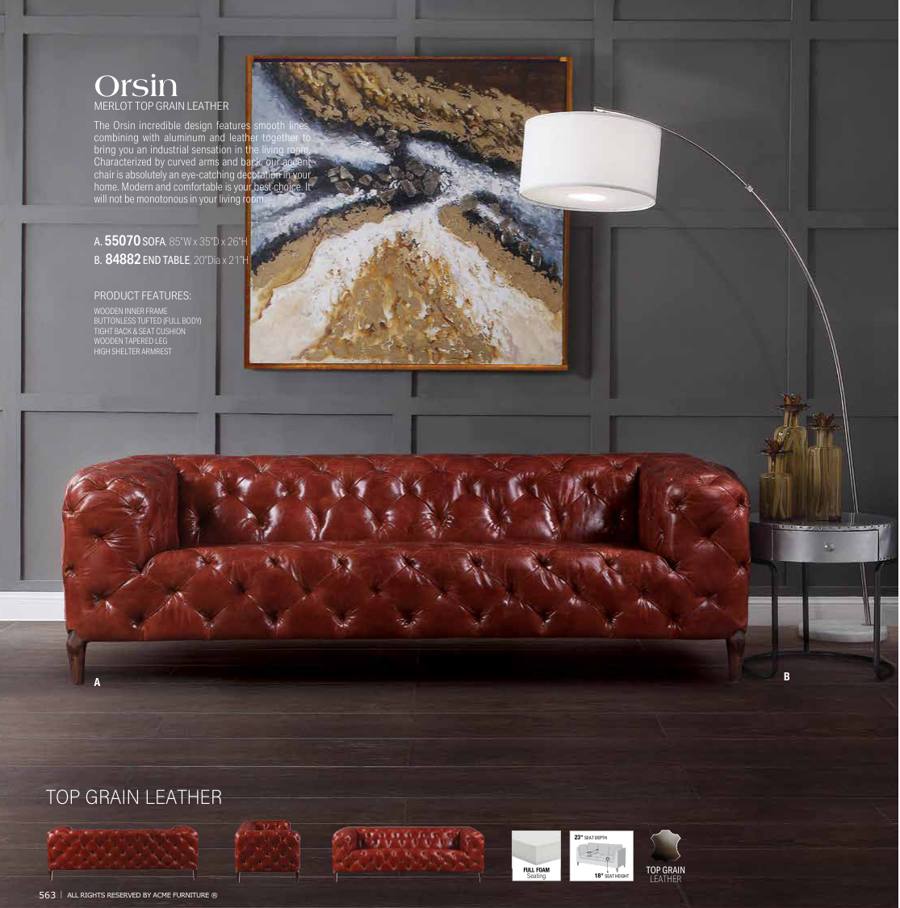 Orsin
MERLOT TOP GRAIN LEATHER
The Orsin incredible design features smooth lines,
combining with aluminum and leather together to
bring you an industrial sensation in the living room.
Characterized by curved arms and back, our accent
chair is absolutely an eye-catching decoration in your
home. Modern and comfortable is your best choice. It
will not be monotonous in your living room.
A. 55070 SOFA, 85"W x 35"D x 26"H
B. 84882 END TABLE, 20"Dia x 21"H
PRODUCT FEATURES:
WOODEN INNER FRAME
BUTTONLESS TUFTED (FULL BODY)
TIGHT BACK & SEAT CUSHION
WOODEN TAPERED LEG
HIGH SHELTER ARMREST
A
B
TOP GRAIN LEATHER
FULL FOAM
Seating
23" SEAT DEPTH
18" SEAT HEIGHT
TOP GRAIN
LEATHER
563 | ALL RIGHTS RESERVED BY ACME FURNITURE ®